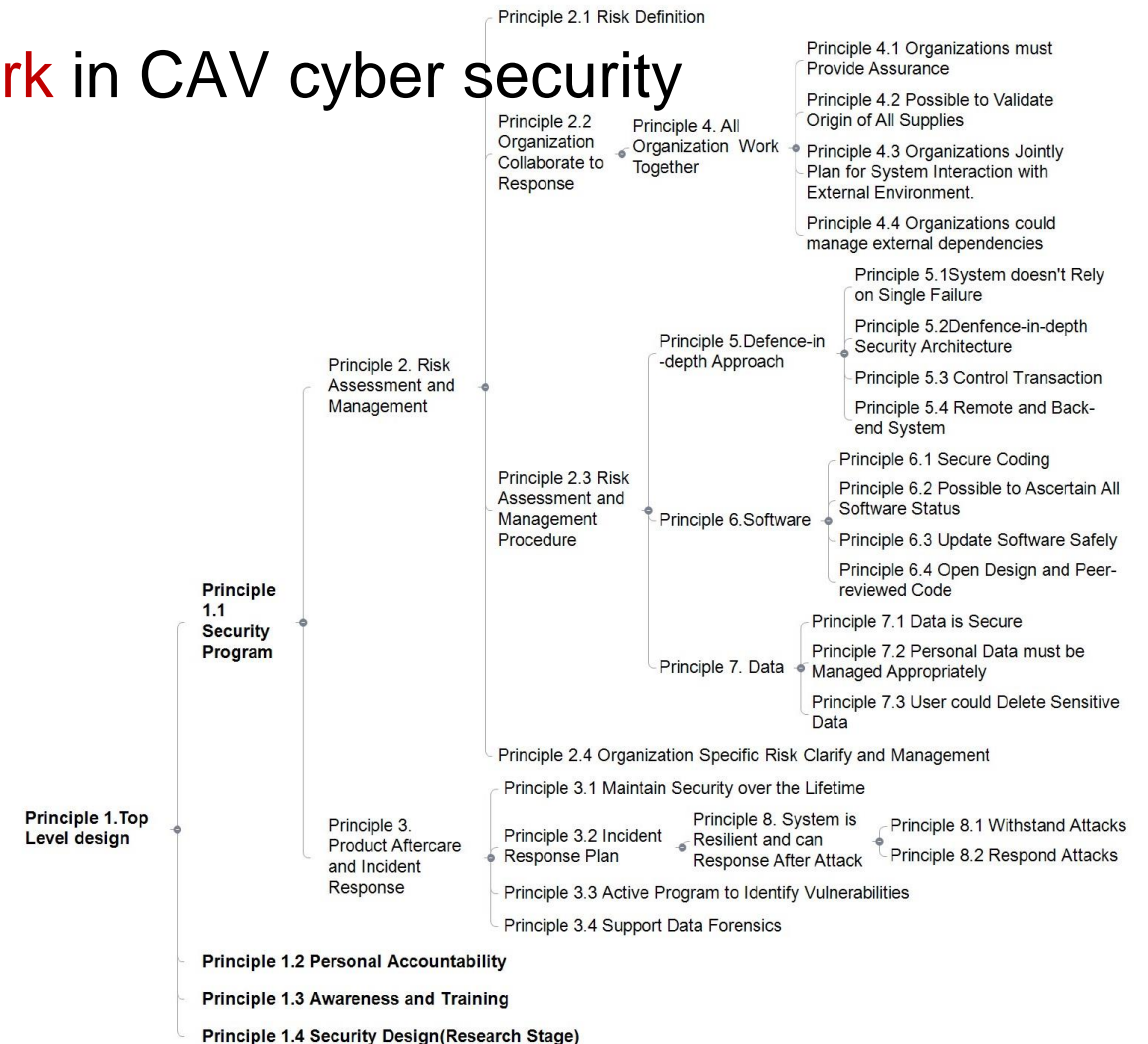 Principle 2.1 Risk Definition
rk in CAV cyber security
Principle 4.1 Organizations must
Provide Assurance
Principle 4.2 Possible to Validate
Origin of All Supplies
Principle 2.2
Organization
Collaborate to
Response
Principle 4. All
Organization Work
Together
Principle 4.3 Organizations Jointly
Plan for System Interaction with
External Environment.
Principle 4.4 Organizations could
manage external dependencies
Principle 5.1System doesn't Rely
on Single Failure
Principle 5.Defence-in
-depth Approach
Principle 5.2Denfence-in-depth
Security Architecture
Principle 5.3 Control Transaction
Principle 5.4 Remote and Back-
end System
Principle 2. Risk
Assessment and
Management
Principle 2.3 Risk
Assessment and
Management
Procedure
Principle 6.Software
Principle 6.1 Secure Coding
Principle 6.2 Possible to Ascertain All
Software Status
Principle 6.3 Update Software Safely
Principle 6.4 Open Design and Peer-
reviewed Code
Principle
1.1
Security
Program
Principle 7. Data
Principle 7.1 Data is Secure
Principle 7.2 Personal Data must be
Managed Appropriately
Principle 7.3 User could Delete Sensitive
Data
Principle 2.4 Organization Specific Risk Clarify and Management
Principle 1.Top
Level design
Principle 3.
Product Aftercare
and Incident
Response
Principle 3.1 Maintain Security over the Lifetime
Principle 3.2 Incident
Response Plan
Principle 8. System is
Resilient and can
Response After Attack
Principle 8.1 Withstand Attacks
Principle 8.2 Respond Attacks
Principle 3.3 Active Program to Identify Vulnerabilities
Principle 3.4 Support Data Forensics
Principle 1.2 Personal Accountability
Principle 1.3 Awareness and Training
Principle 1.4 Security Design(Research Stage)